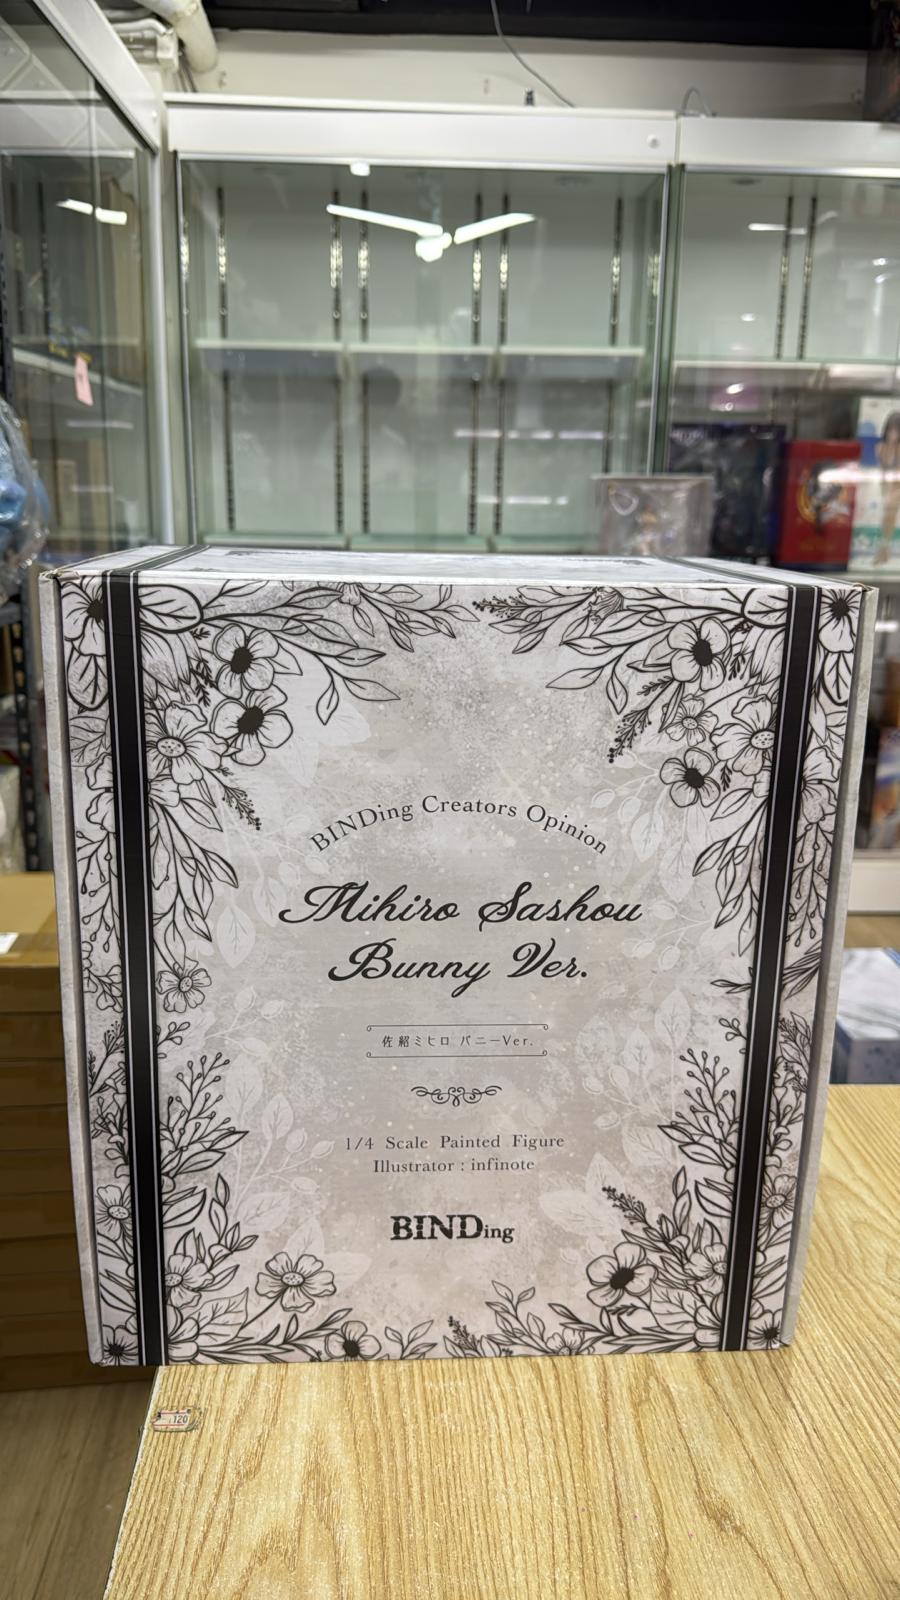 BINDing Creators Opinion
Mihiro Sashou
Bunny Ver.
佐紹ミヒロ バニーVer.
1/4 Scale Painted Figure
Illustrator : infinote
BINDing
120